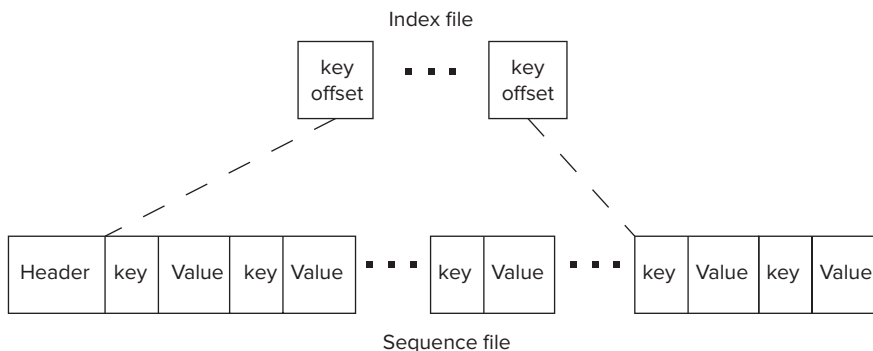 Index file
key
offset
key
offset
Header key Value key Value key Value key Value key Value
Sequence file